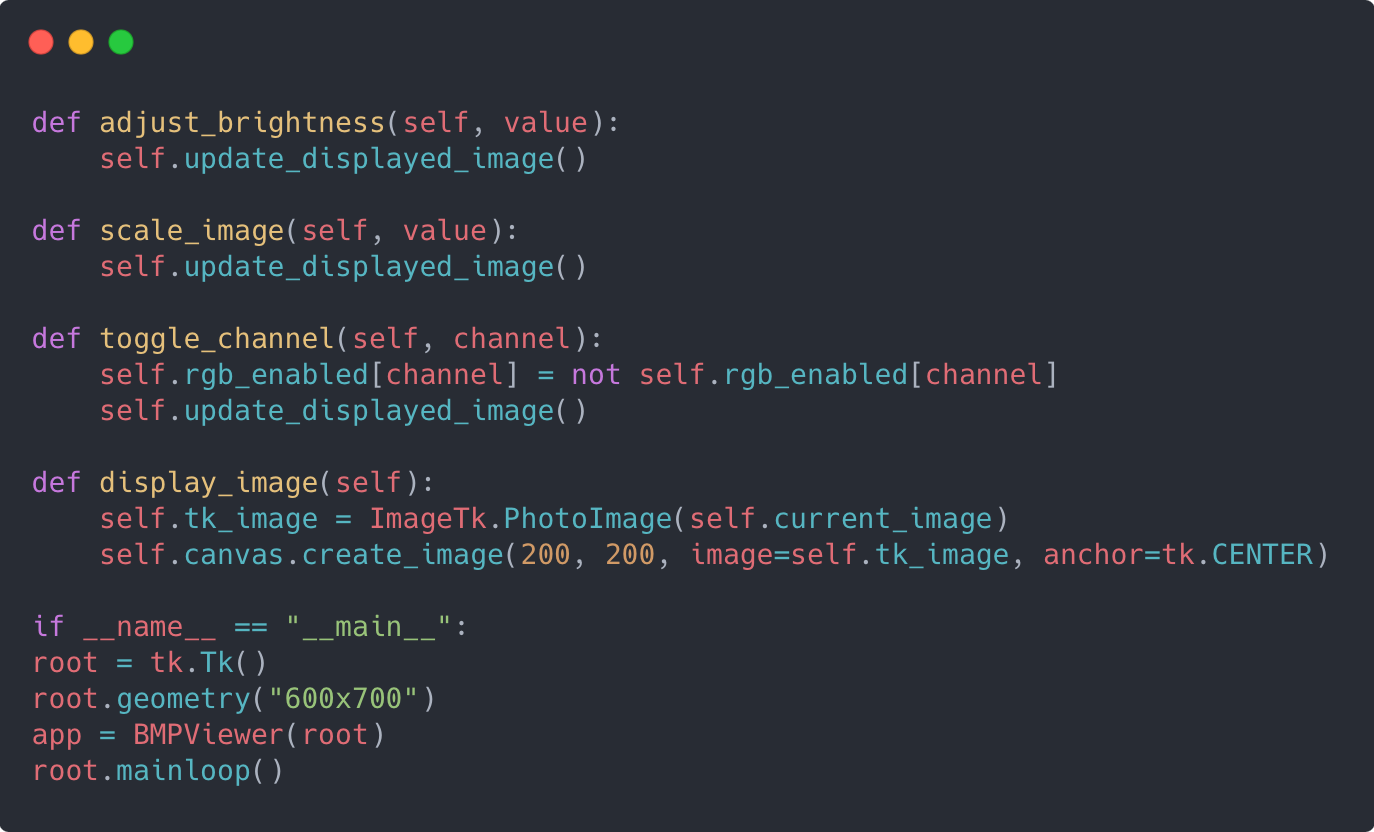 def adjust_brightness(self, value):
    self.update_displayed_image()

def scale_image(self, value):
    self.update_displayed_image()

def toggle_channel(self, channel):
    self.rgb_enabled[channel] = not self.rgb_enabled[channel]
    self.update_displayed_image()

def display_image(self):
    self.tk_image = ImageTk.PhotoImage(self.current_image)
    self.canvas.create_image(200, 200, image=self.tk_image, anchor=tk.CENTER)

if __name__ == "__main__":
root = tk.Tk()
root.geometry("600x700")
app = BMPViewer(root)
root.mainloop()